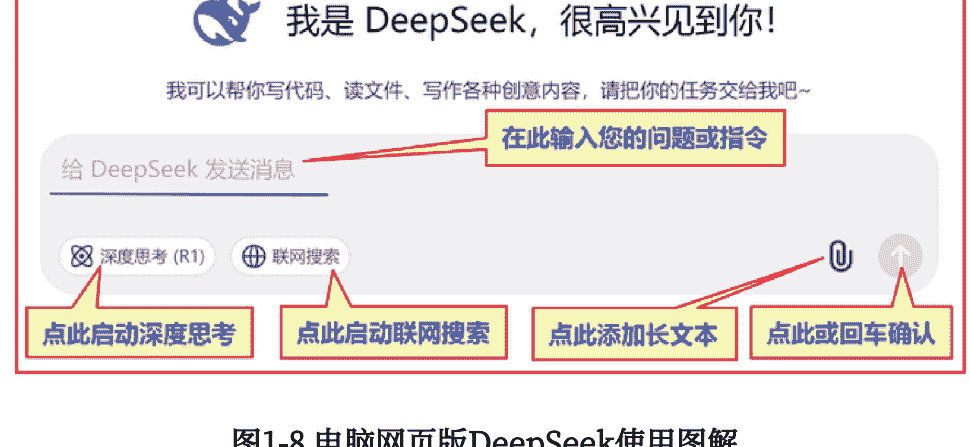 我是 DeepSeek，很高兴见到你！
我可以帮你写代码、读文件、写作各种创意内容，请把你的任务交给我吧~
在此输入您的问题或指令
给 DeepSeek 发送消息
深度思考 (R1)
联网搜索
点此启动深度思考
点此启动联网搜索
点此添加长文本
点此或回车确认
图1-8 电脑网页版DeepSeek使用图解